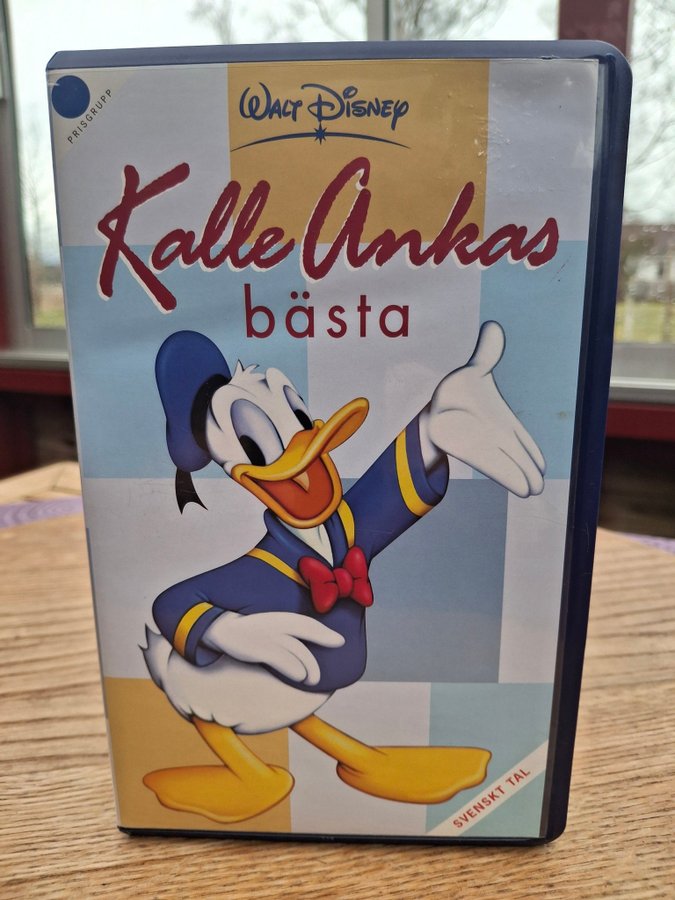 PRISGRUPP
WALT DISNEY
Kalle Ankas
bästa
SVENSKT TAL